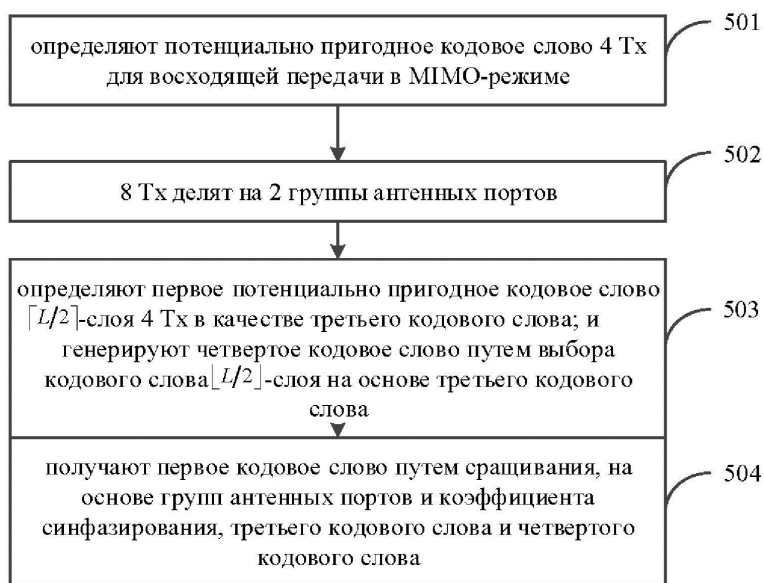 определяют потенциально пригодное кодовое слово 4 Tx
для восходящей передачи в MIMO-режиме
501
8 Tx делят на 2 группы антенных портов
502
определяют первое потенциально пригодное кодовое слово
⌈L/2⌉-слоя 4 Tx в качестве третьего кодового слова; и
генерируют четвертое кодовое слово путем выбора
кодового слова⌊L/2⌋-слоя на основе третьего кодового
слова
503
получают первое кодовое слово путем сращивания, на
основе групп антенных портов и коэффициента
синфазирования, третьего кодового слова и четвертого
кодового слова
504